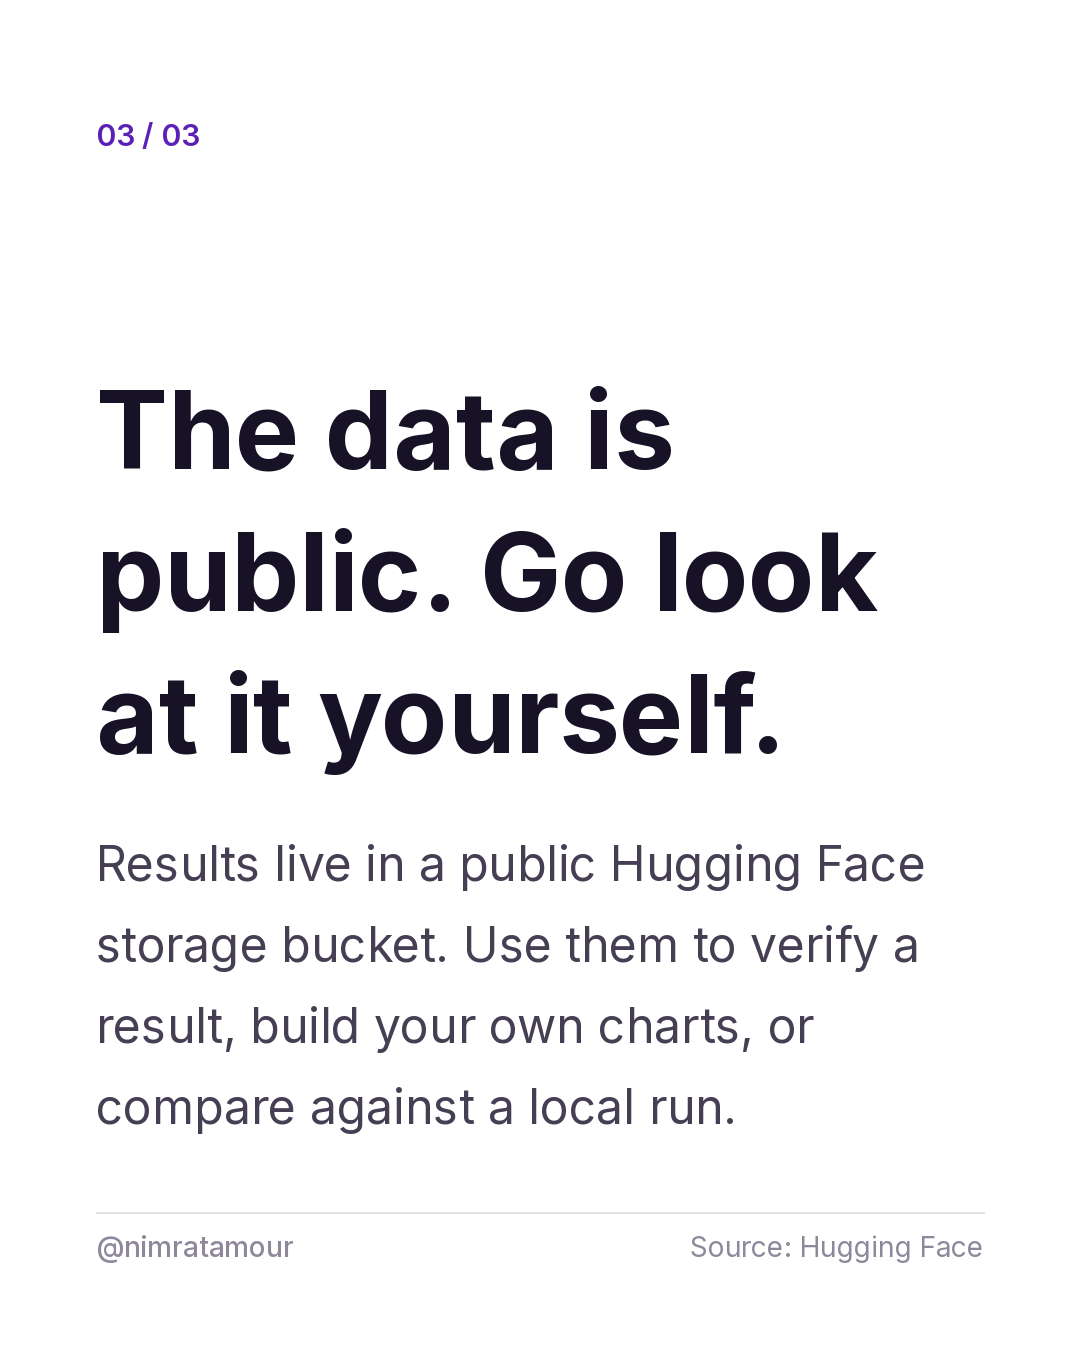 03 / 03
The data is
public. Go look
at it yourself.
Results live in a public Hugging Face
storage bucket. Use them to verify a
result, build your own charts, or
compare against a local run.
@nimratamour
Source: Hugging Face